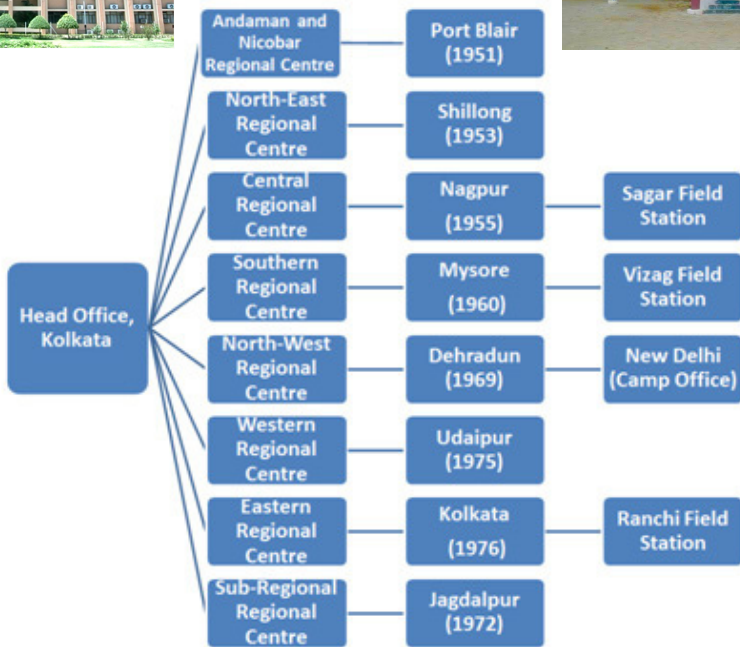 Head Office,
Kolkata
Andaman and
Nicobar
Regional Centre
Port Blair
(1951)
North-East
Regional
Centre
Shillong
(1953)
Central
Regional
Centre
Nagpur
(1955)
Sagar Field
Station
Southern
Regional
Centre
Mysore
(1960)
Vizag Field
Station
North-West
Regional
Centre
Dehradun
(1969)
New Delhi
(Camp Office)
Western
Regional
Centre
Udaipur
(1975)
Eastern
Regional
Centre
Kolkata
(1976)
Ranchi Field
Station
Sub-Regional
Regional
Centre
Jagdalpur
(1972)